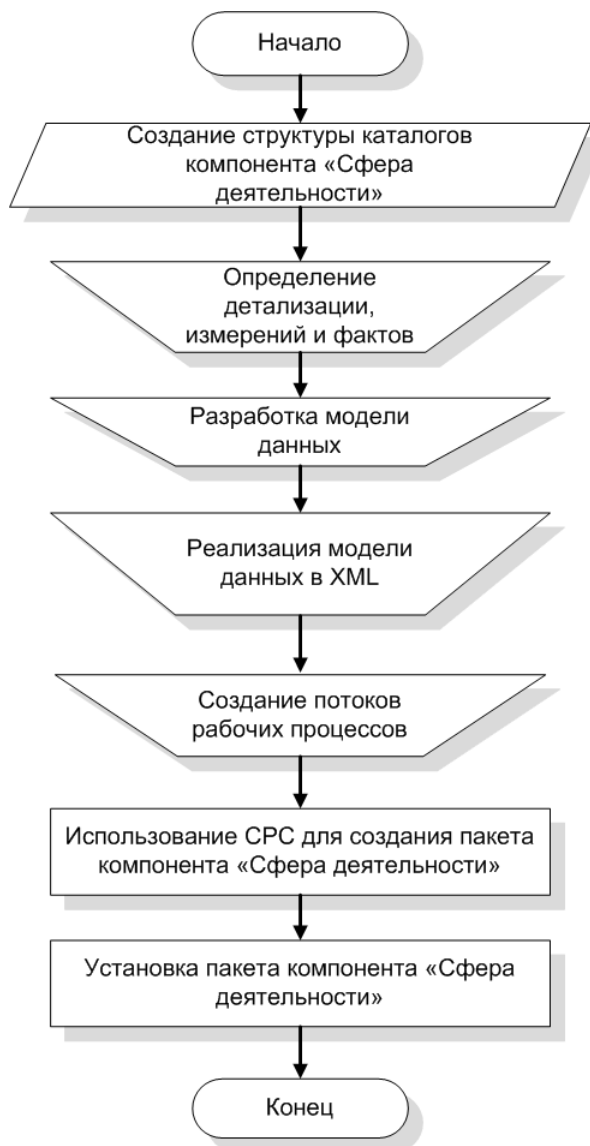 Начало
Создание структуры каталогов
компонента «Сфера
деятельности»
Определение
детализации,
измерений и фактов
Разработка модели
данных
Реализация модели
данных в XML
Создание потоков
рабочих процессов
Использование CPC для создания пакета
компонента «Сфера деятельности»
Установка пакета компонента «Сфера
деятельности»
Конец